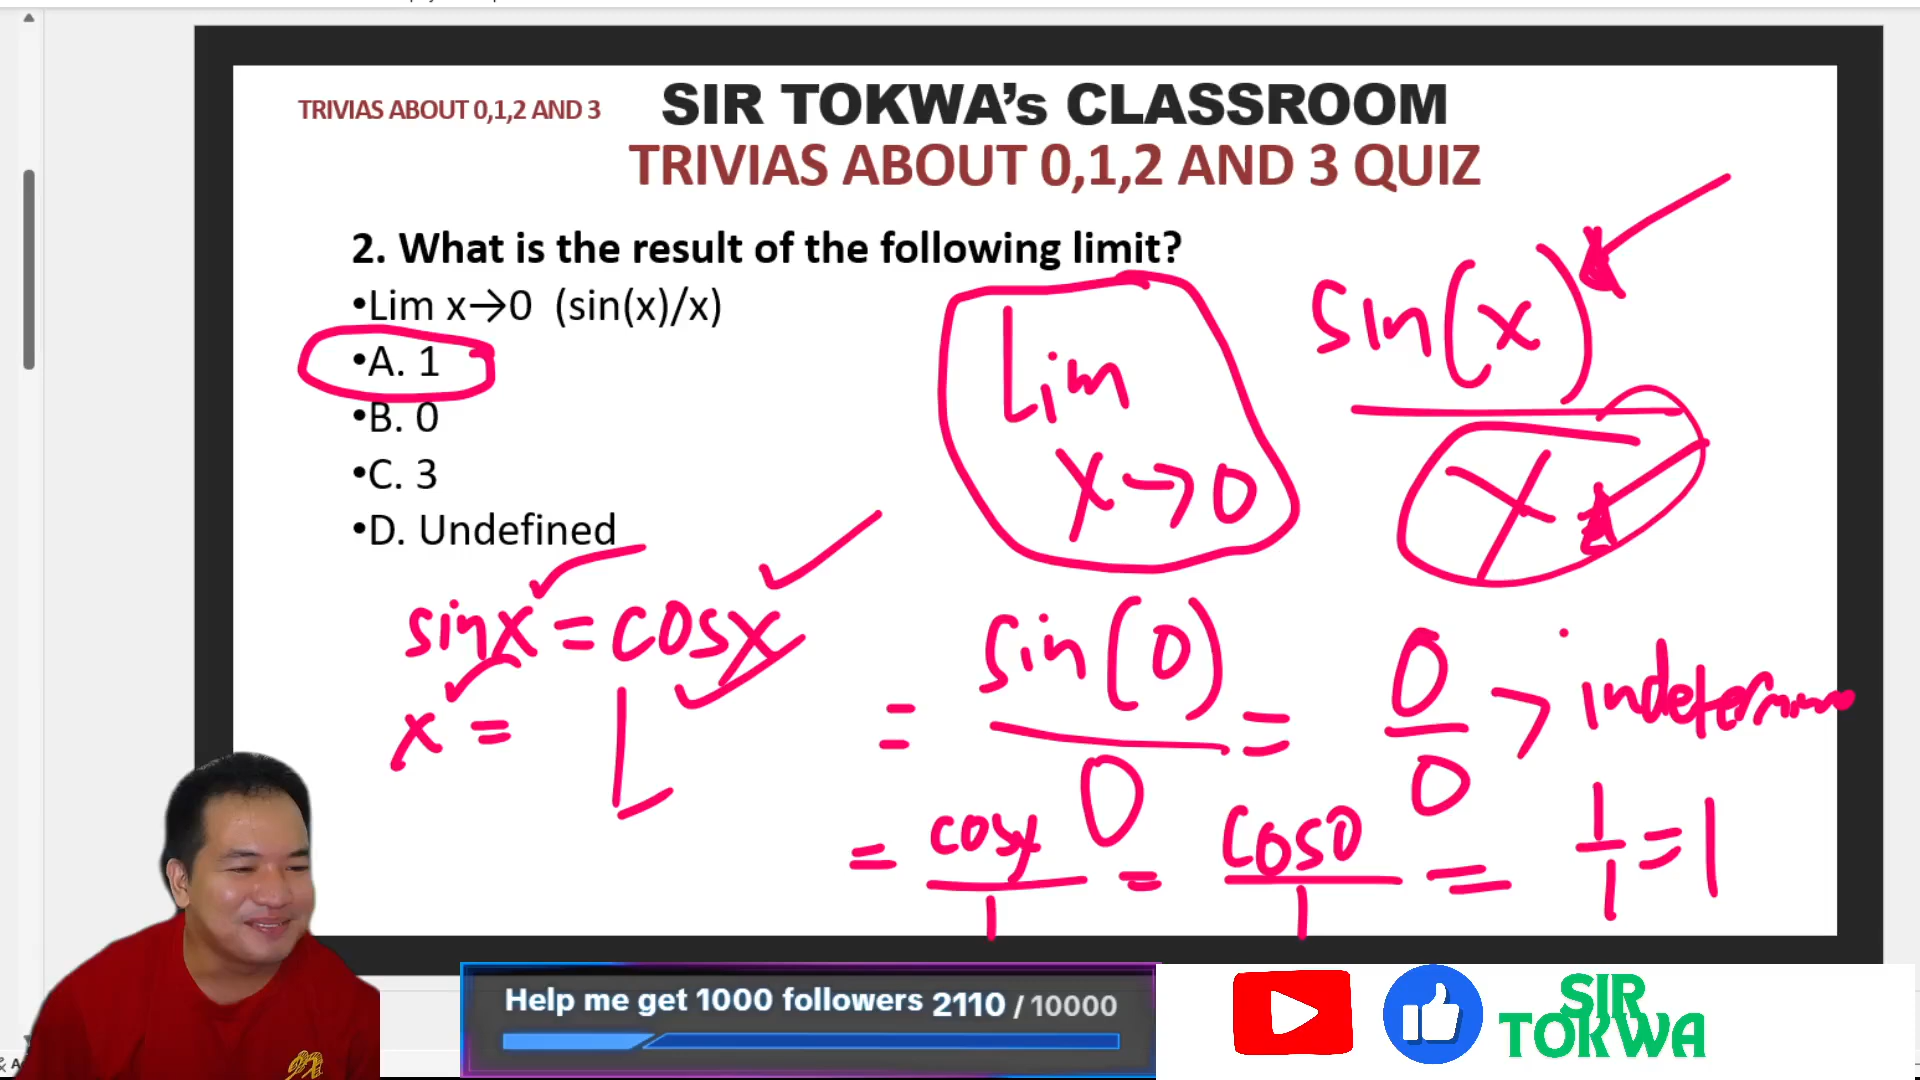 TRIVIAS ABOUT 0,1,2 AND 3
SIR TOKWA's CLASSROOM
TRIVIAS ABOUT 0,1,2 AND 3 QUIZ
2. What is the result of the following limit?
•Lim x→0 (sin(x)/x)
•A. 1
•B. 0
•C. 3
•D. Undefined
Lim x→0
sin(x)
x
sinx = cosx
x = 1
= sin(0)/0 = 0/0 >
= cosx/1 = cos0/1 = 1/1 = 1
Help me get 1000 followers 2110 / 10000
SIR
TOKWA